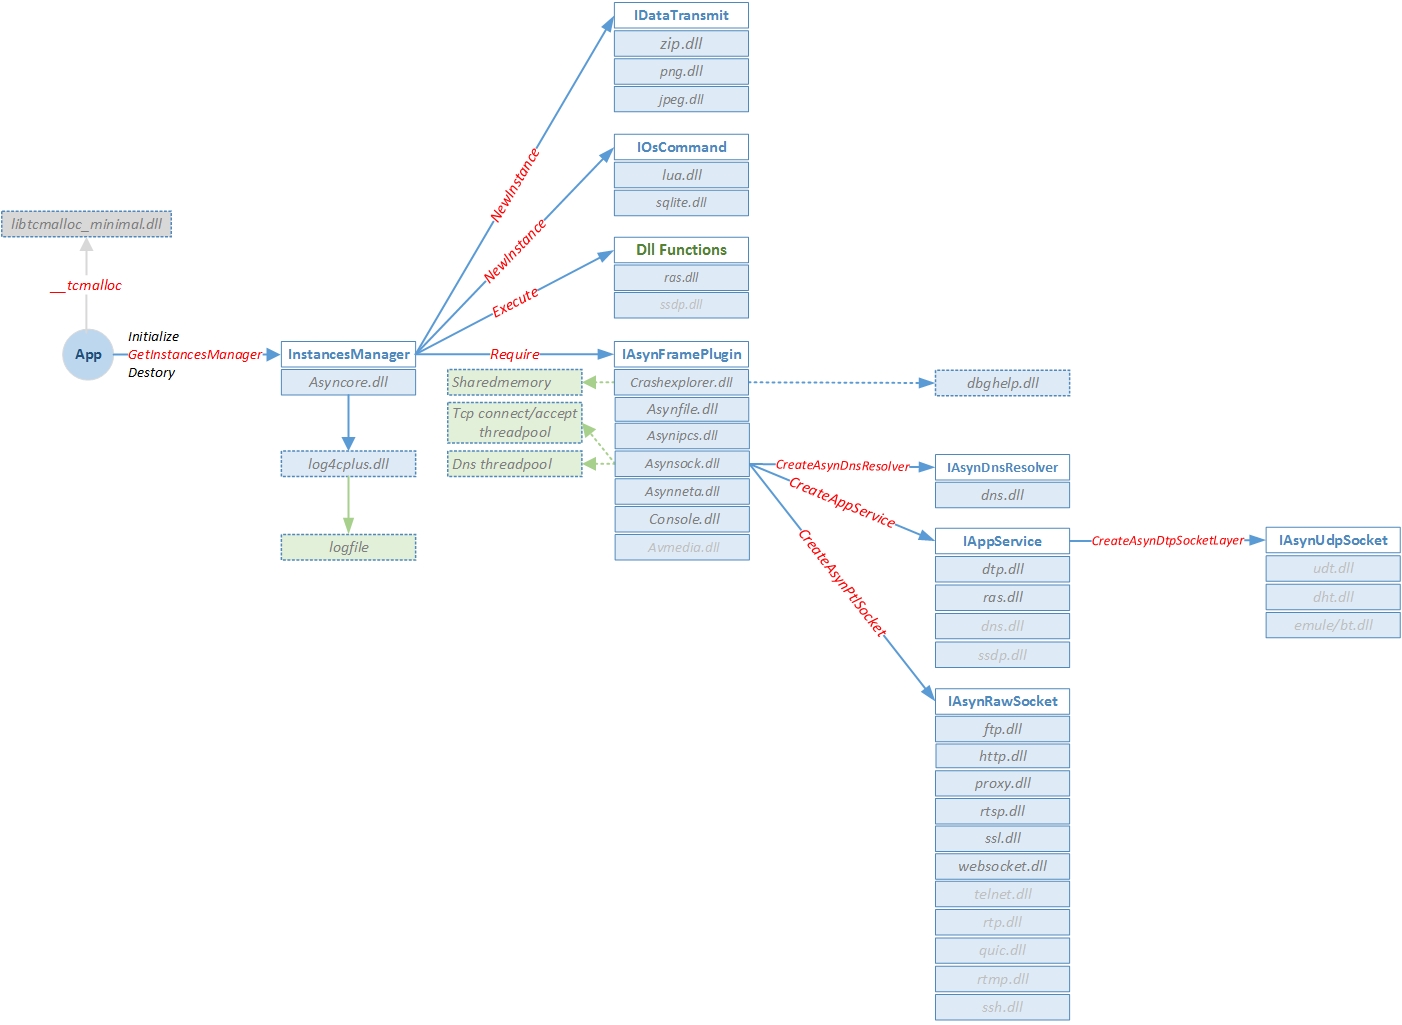 IDataTransmit
zip.dll
png.dll
jpeg.dll
NewInstance
IOsCommand
lua.dll
sqlite.dll
NewInstance
Dll Functions
ras.dll
ssdp.dll
Execute
libtcmalloc_minimal.dll
__tcmalloc
App
Initialize
GetInstancesManager
Destory
InstancesManager
Asyncore.dll
log4cplus.dll
logfile
Require
IAsynFramePlugin
Crashexplorer.dll
Asynfile.dll
Asynipcs.dll
Asynsock.dll
Asynneta.dll
Console.dll
Avmedia.dll
Sharedmemory
Tcp connect/accept
threadpool
Dns threadpool
dbghelp.dll
CreateAsynDnsResolver
IAsynDnsResolver
dns.dll
CreateAppService
IAppService
dtp.dll
ras.dll
dns.dll
ssdp.dll
CreateAsynDtpSocketLayer
IAsynUdpSocket
udt.dll
dht.dll
emule/bt.dll
CreateAsynPtlSocket
IAsynRawSocket
ftp.dll
http.dll
proxy.dll
rtsp.dll
ssl.dll
websocket.dll
telnet.dll
rtp.dll
quic.dll
rtmp.dll
ssh.dll